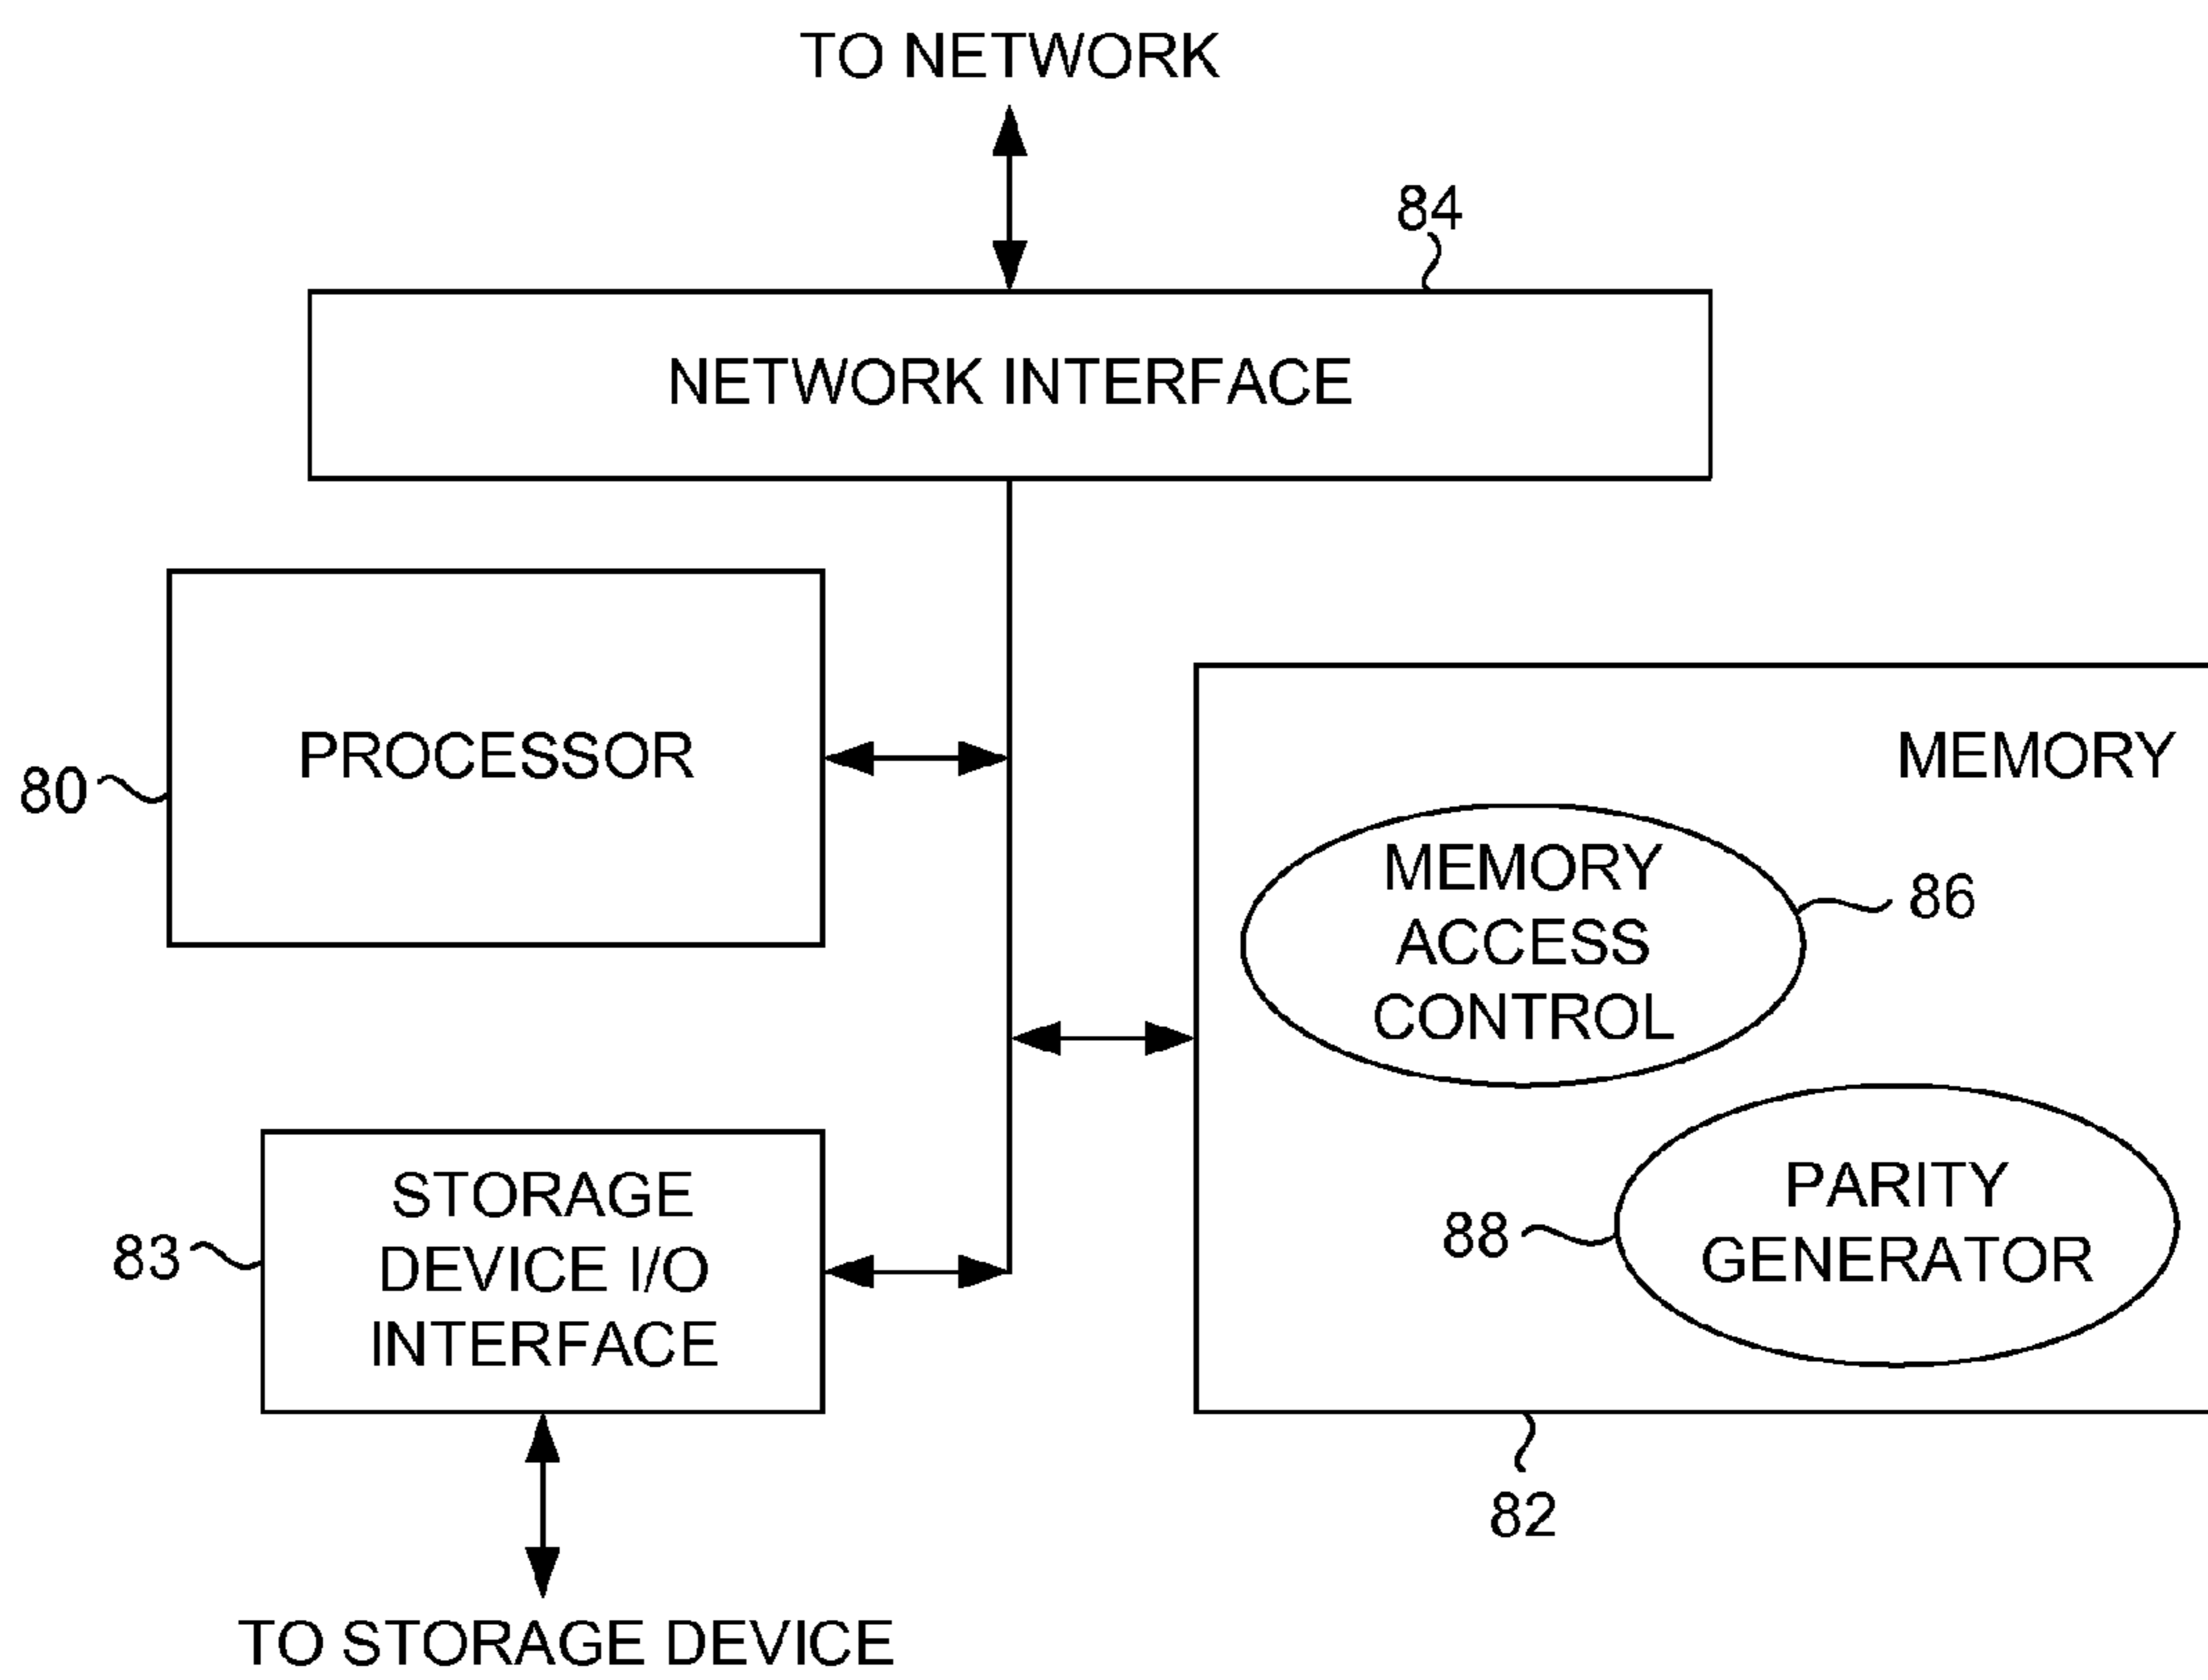 TO NETWORK
84
NETWORK INTERFACE
PROCESSOR
80
MEMORY
MEMORY
ACCESS
CONTROL
86
PARITY
GENERATOR
88
STORAGE
DEVICE I/O
INTERFACE
83
82
TO STORAGE DEVICE